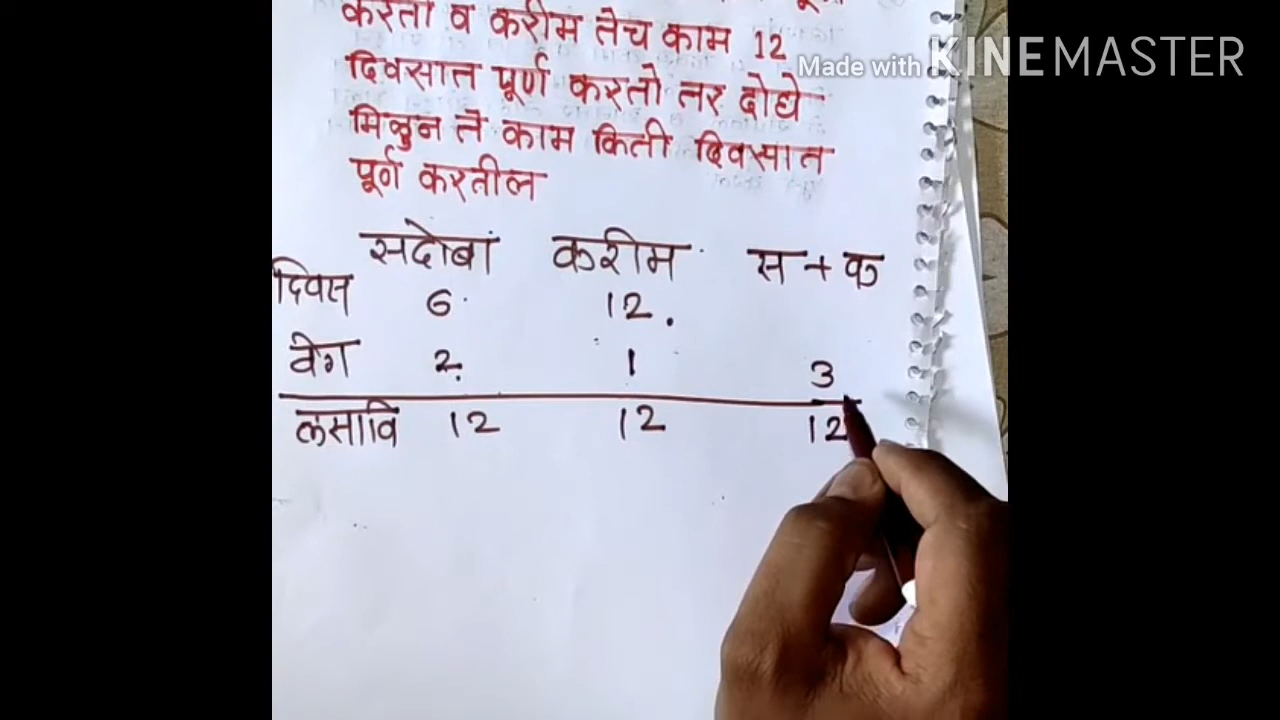 करतो व करीम तेच काम 12
Made with KINEMASTER
दिवसात पूर्ण करतो तर दोघे
मिळुन ते काम किती दिवसात
पूर्ण करतील
सदोबा करीम स + क
दिवस 6 12
वेग 2 1 3
लसावि 12 12 12